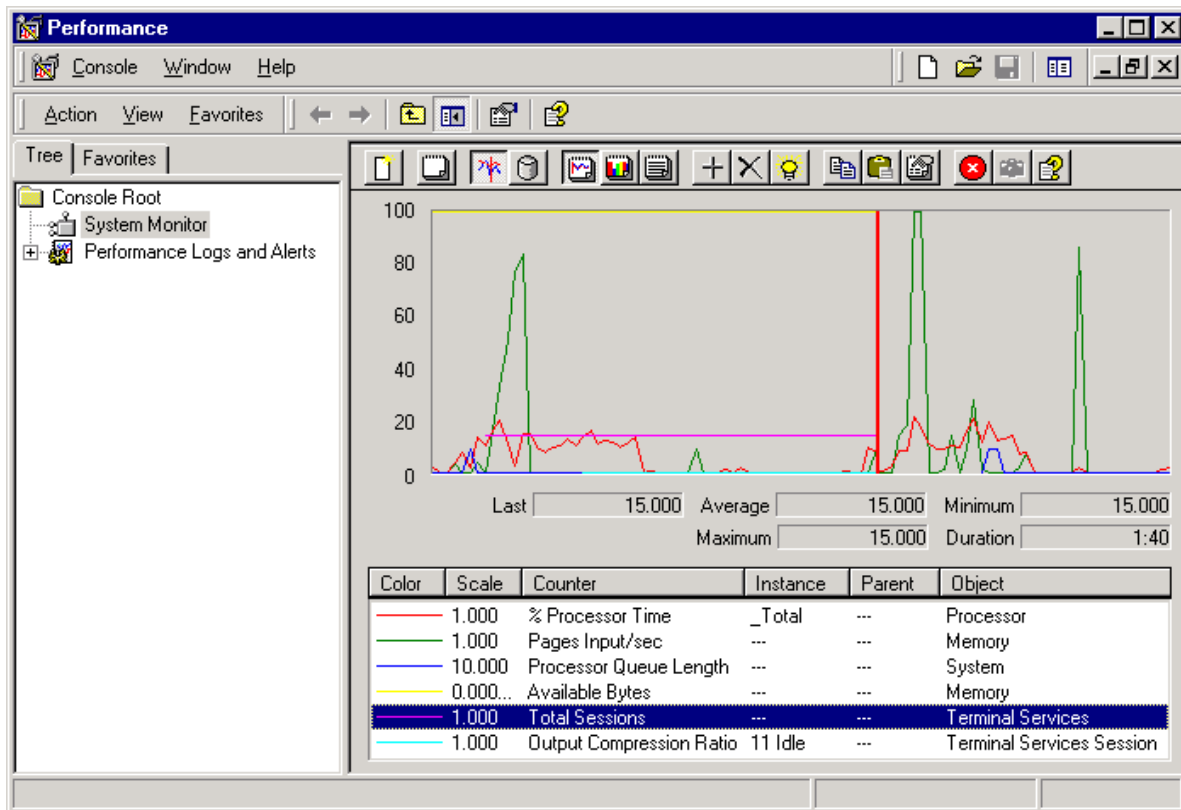 Performance
Console Window Help
Action View Favorites
Tree Favorites
Console Root
System Monitor
Performance Logs and Alerts
100
80
60
40
20
0
Last 15.000 Average 15.000 Minimum 15.000
Maximum 15.000 Duration 1:40
Color Scale Counter Instance Parent Object
1.000 % Processor Time _Total --- Processor
1.000 Pages Input/sec --- --- Memory
10.000 Processor Queue Length --- --- System
0.000... Available Bytes --- --- Memory
1.000 Total Sessions --- --- Terminal Services
1.000 Output Compression Ratio 11 Idle --- Terminal Services Session